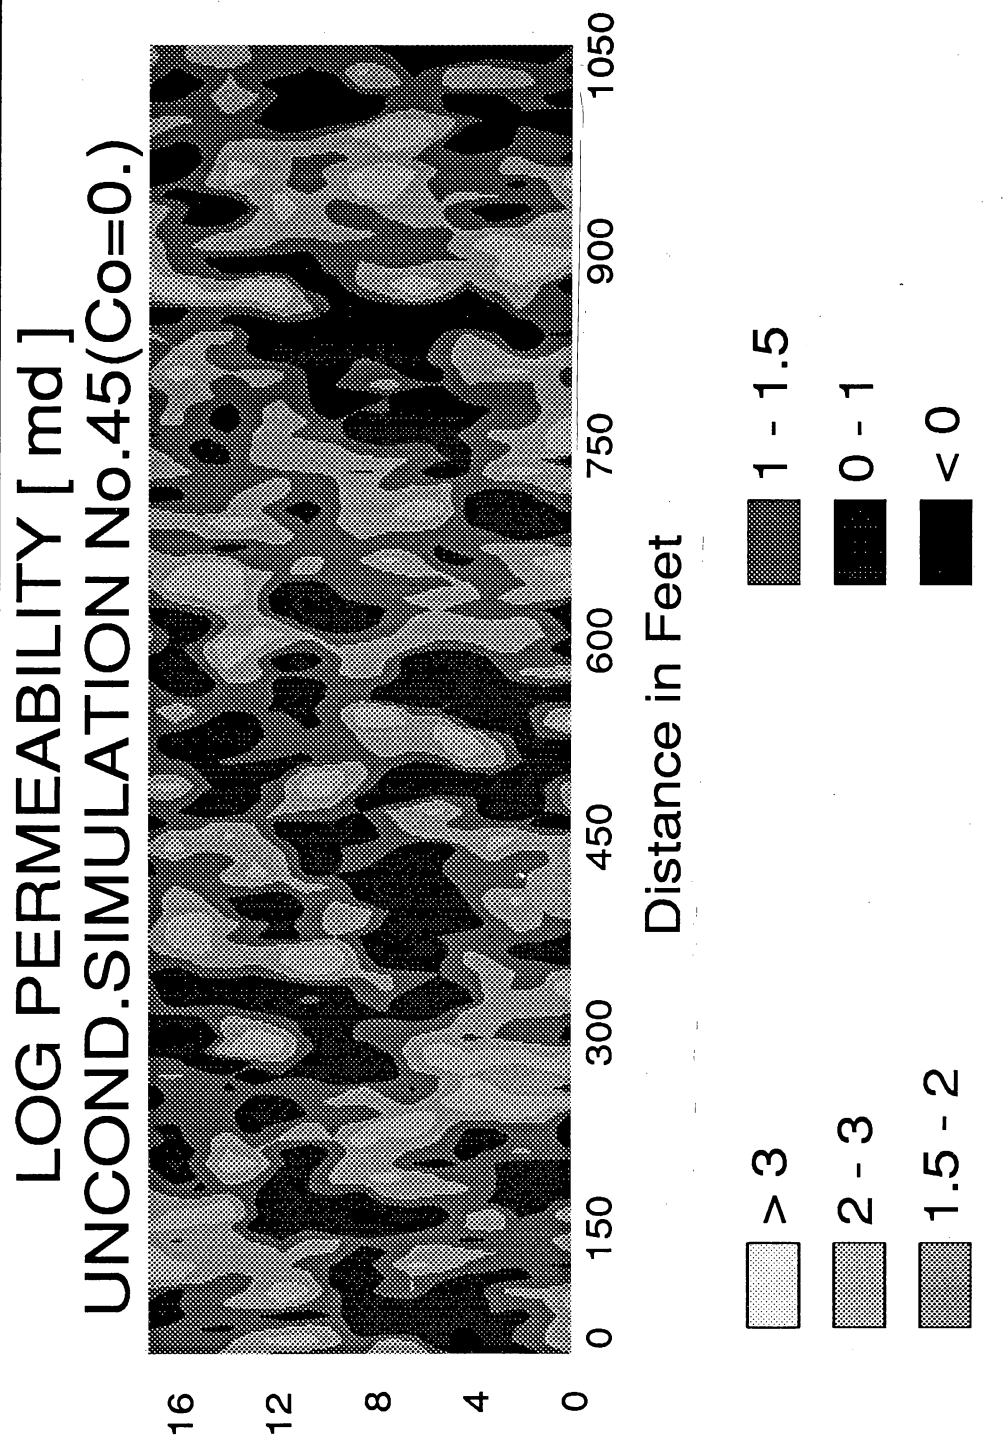 LOG PERMEABILITY [ md ]
UNCOND.SIMULATION No.45(Co=0.)
16
12
8
4
0
0 150 300 450 600 750 900 1050
Distance in Feet
> 3 1 - 1.5
2 - 3 0 - 1
1.5 - 2 < 0